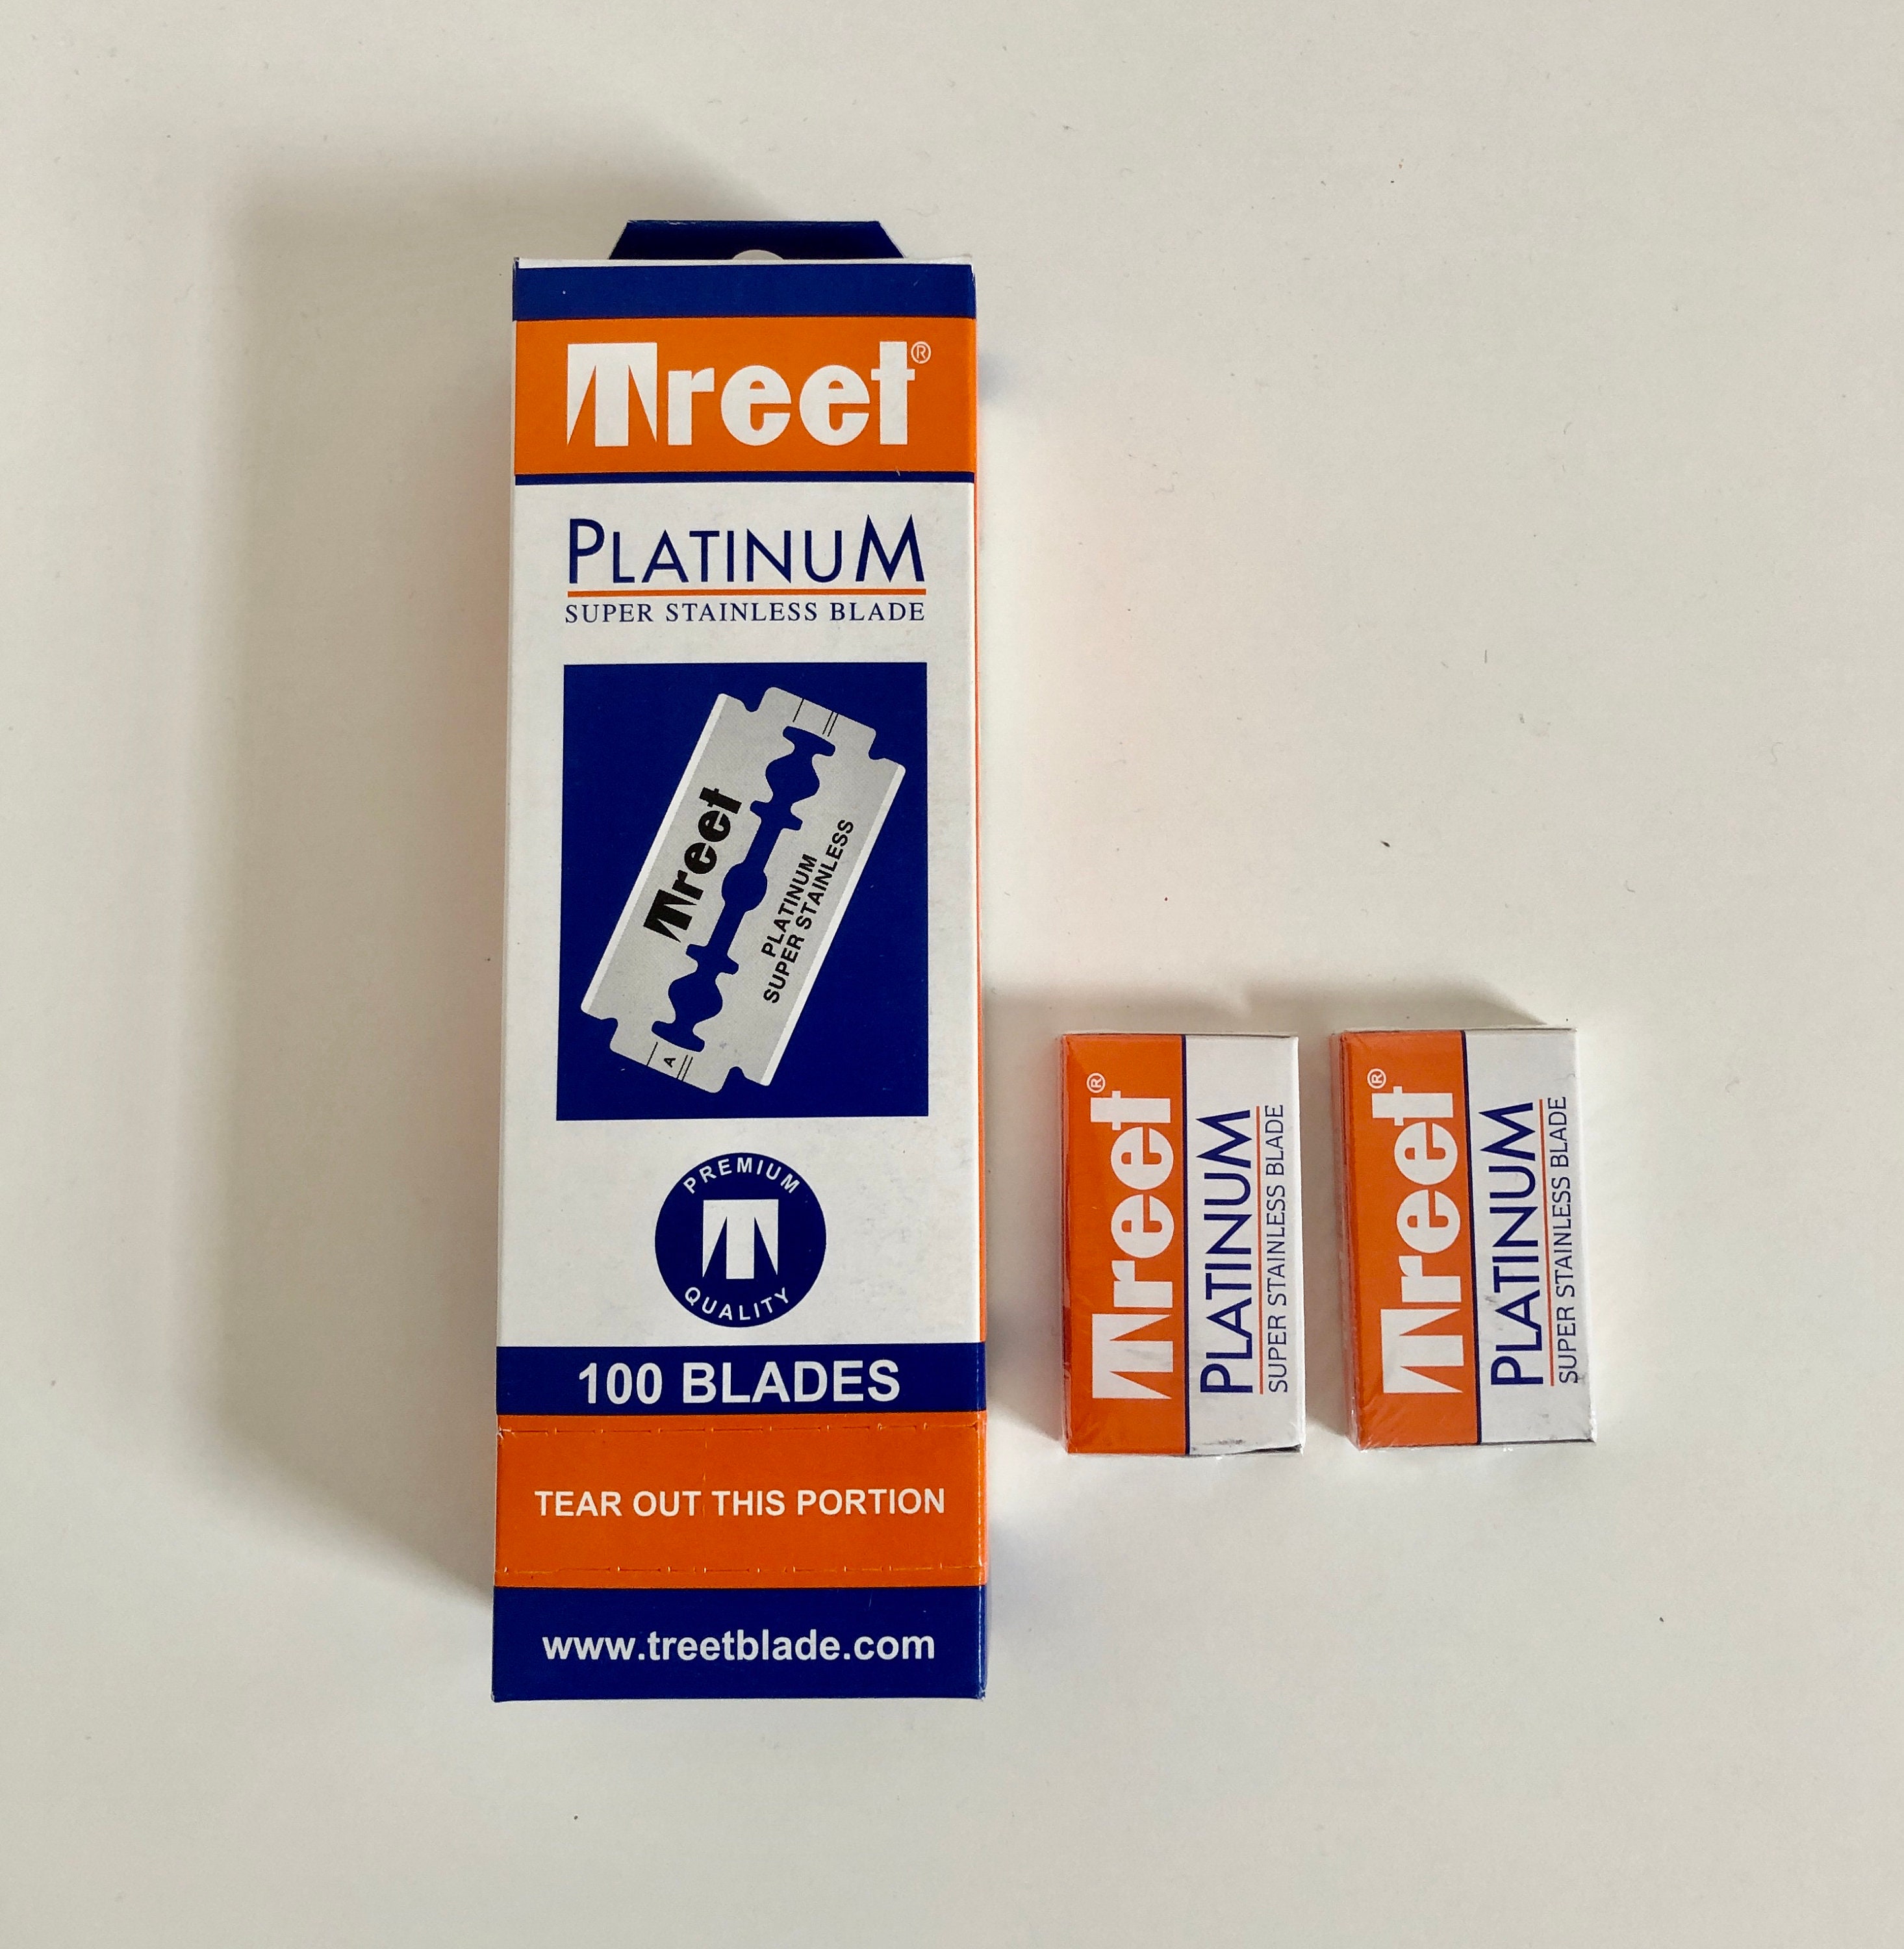 Treet®
PLATINUM
SUPER STAINLESS BLADE
Treet
PLATINUM
SUPER STAINLESS
A
PREMIUM
T
QUALITY
100 BLADES
TEAR OUT THIS PORTION
www.treetblade.com
Treet®
PLATINUM
SUPER STAINLESS BLADE
Treet®
PLATINUM
SUPER STAINLESS BLADE